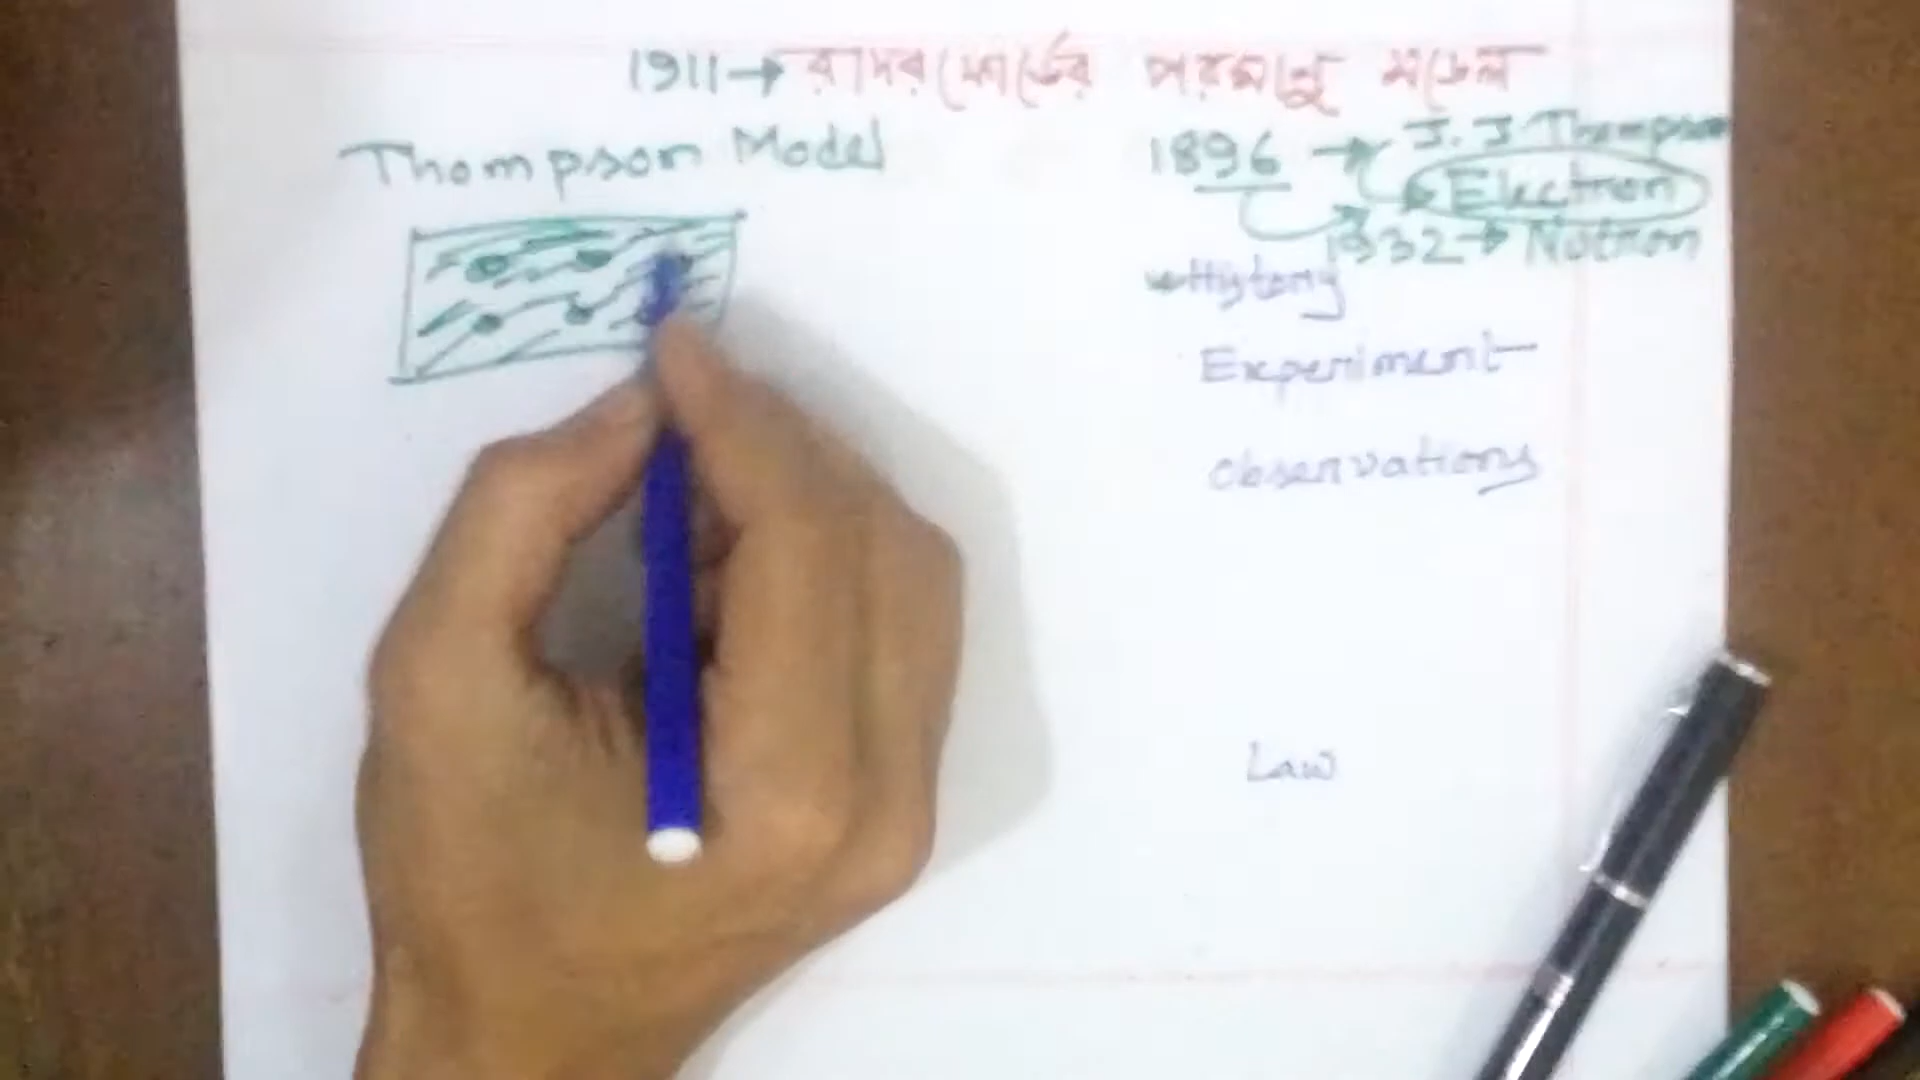 1911→ রাদারফোর্ডের পরমানু মডেল
Thompson Model
1896 → J. J. Thompson
Electron
1932→ Nutron
History
Experiment
Observations
Law